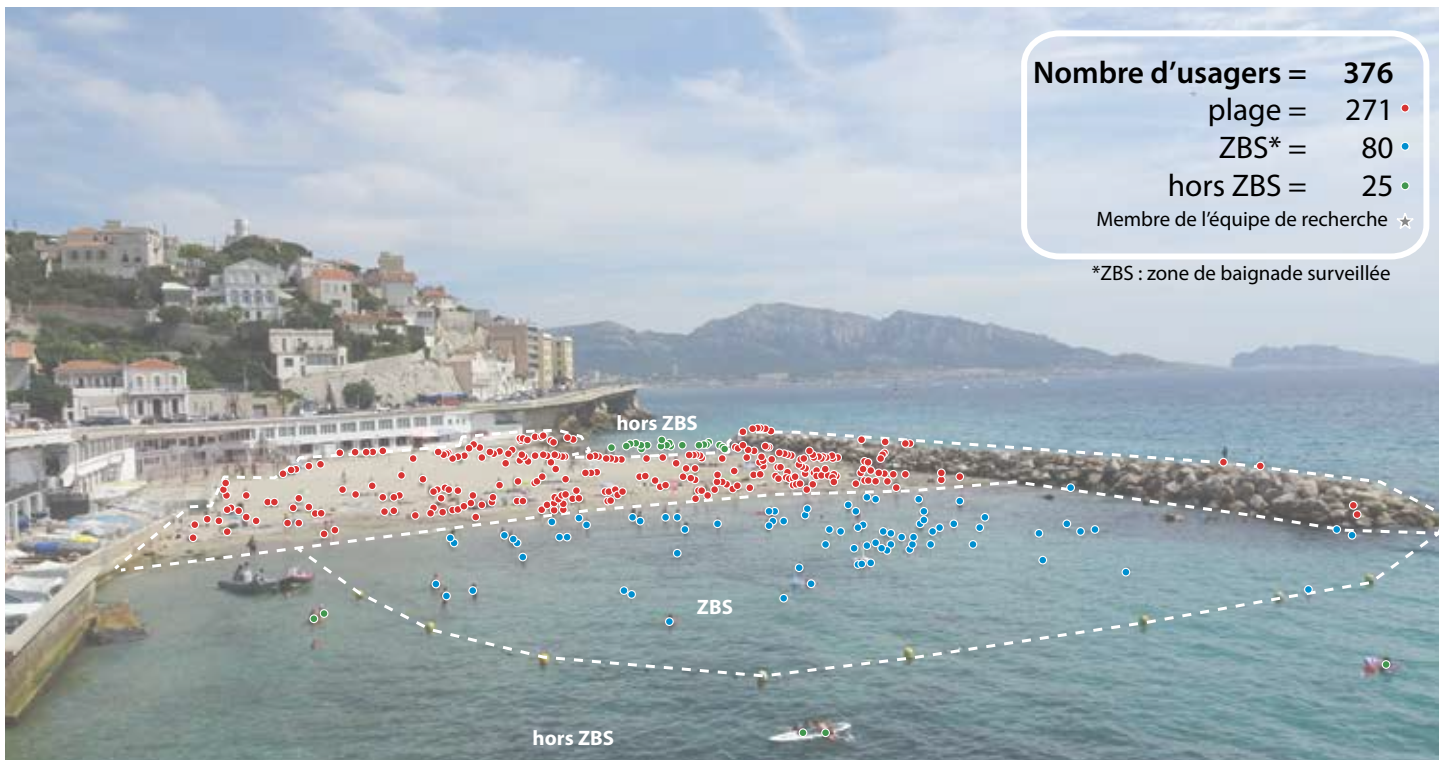 Nombre d'usagers = 376
plage = 271
ZBS* = 80
hors ZBS = 25
Membre de l'équipe de recherche
*ZBS : zone de baignade surveillée
hors ZBS
ZBS
hors ZBS